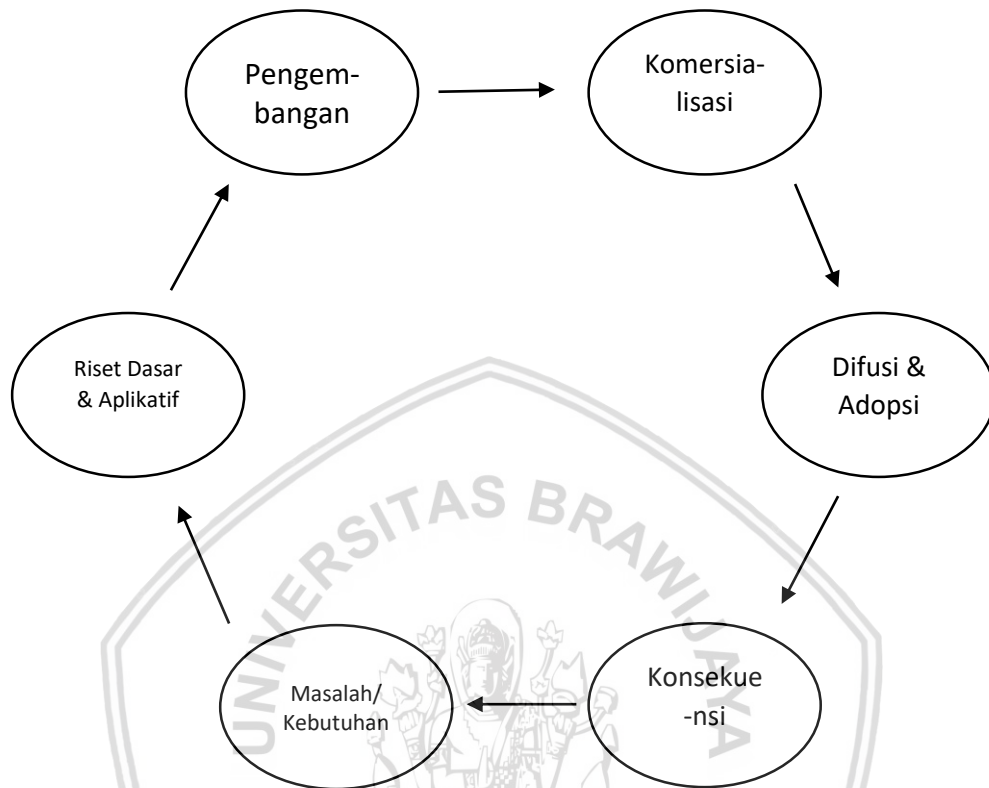 Pengem-
bangan
Komersia-
lisasi
Riset Dasar
& Aplikatif
Difusi &
Adopsi
UNIVERSITAS BRAWIJAYA
Masalah/
Kebutuhan
Konsekue
-nsi